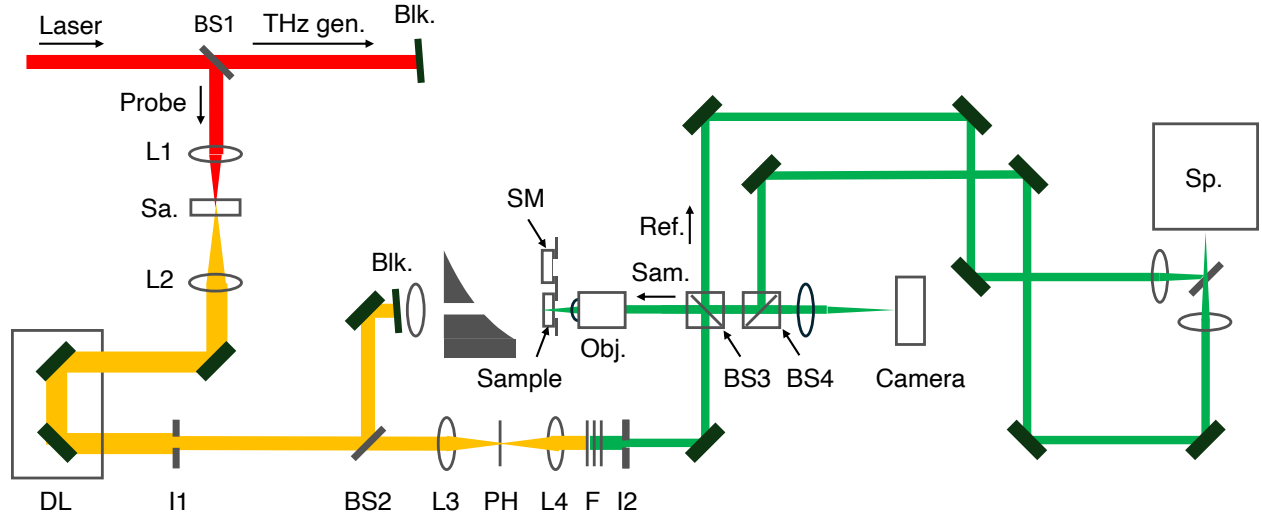 Laser
BS1
THz gen.
Blk.
Probe
L1
Sa.
SM
Sp.
Ref.
L2
Blk.
Sam.
Obj.
Sample
BS3
BS4
Camera
DL
I1
BS2
L3
PH
L4
F
I2